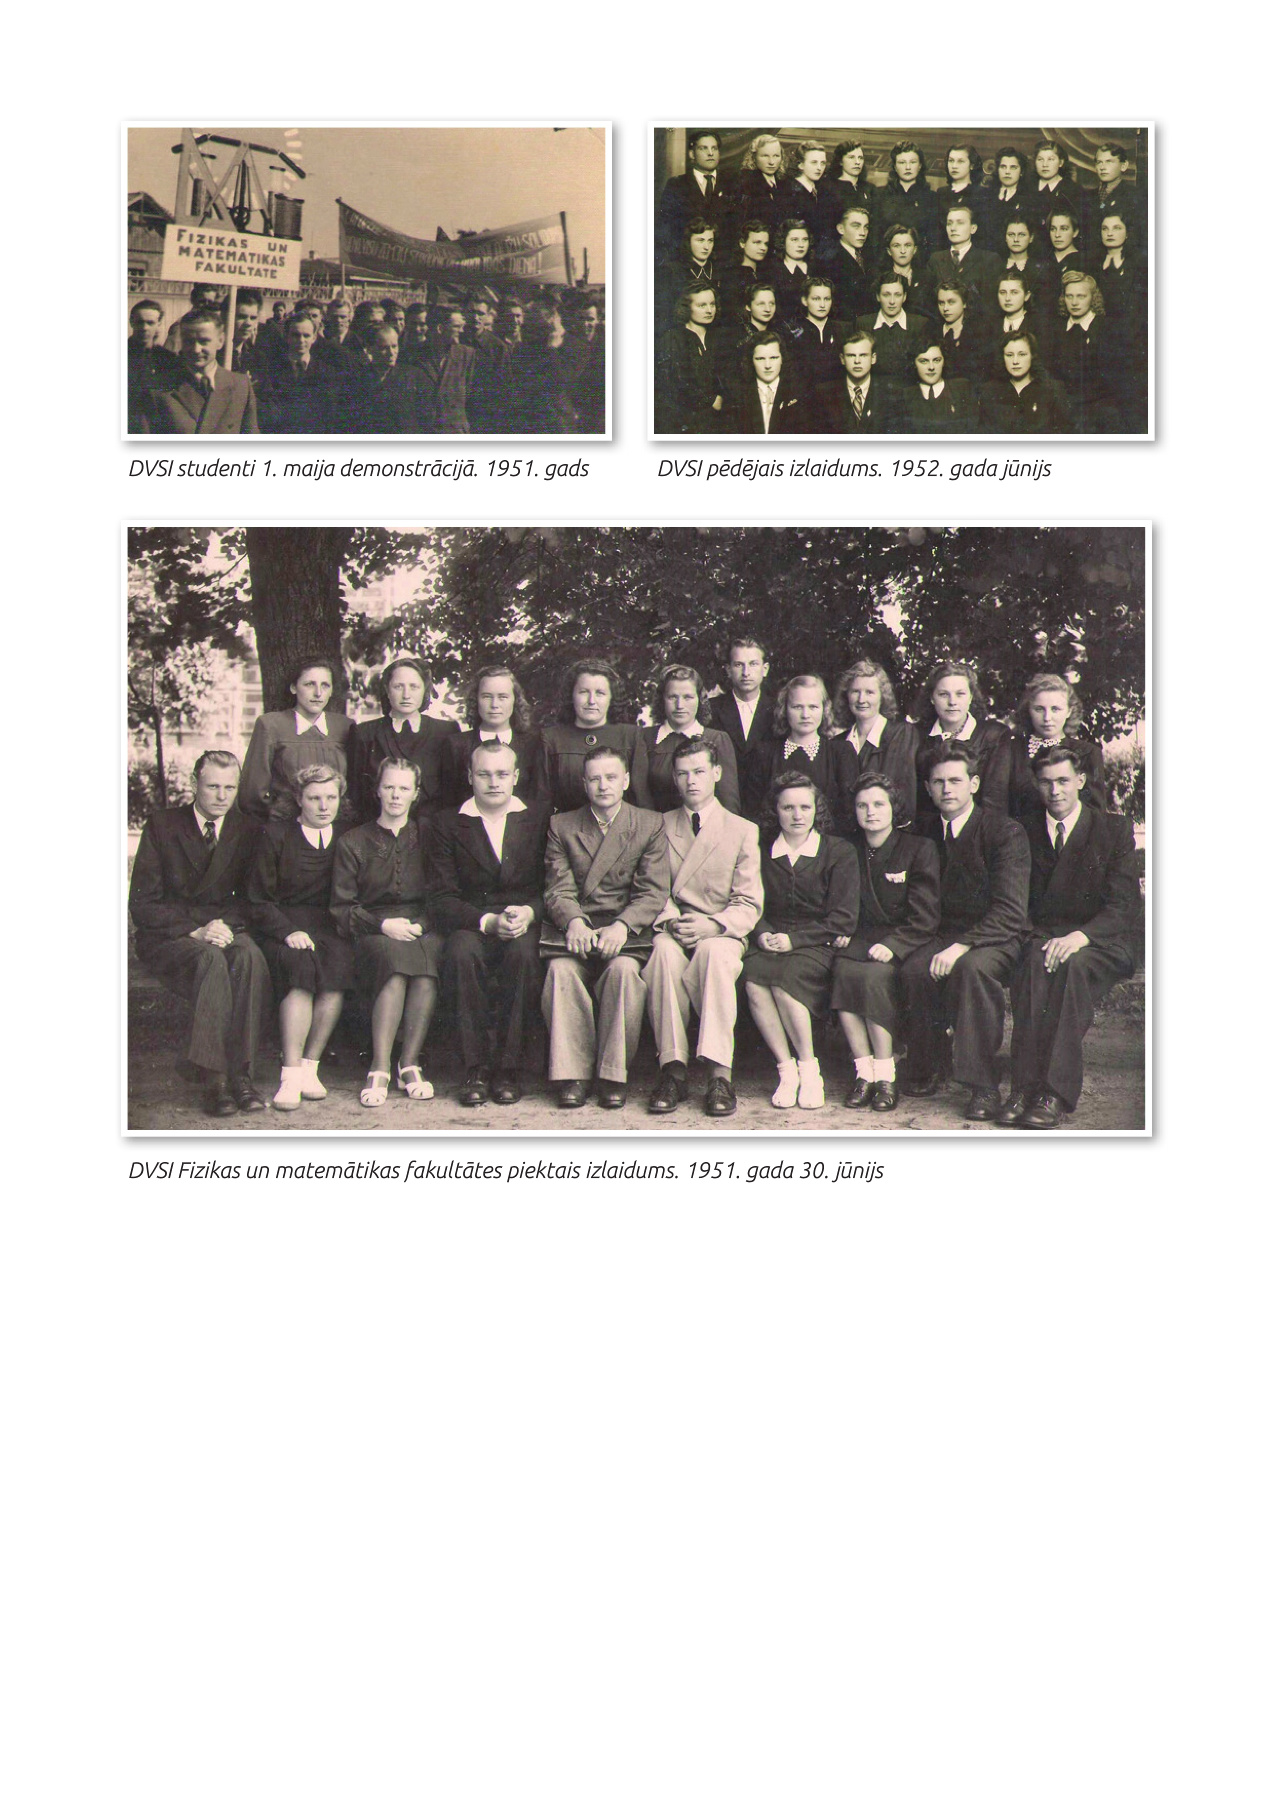 FIZIKAS UN
MATEMATIKAS
FAKULTATE
DVSI studenti 1. maija demonstrācijā. 1951. gads
DVSI pēdējais izlaidums. 1952. gada jūnijs
DVSI Fizikas un matemātikas fakultātes piektais izlaidums. 1951. gada 30. jūnijs